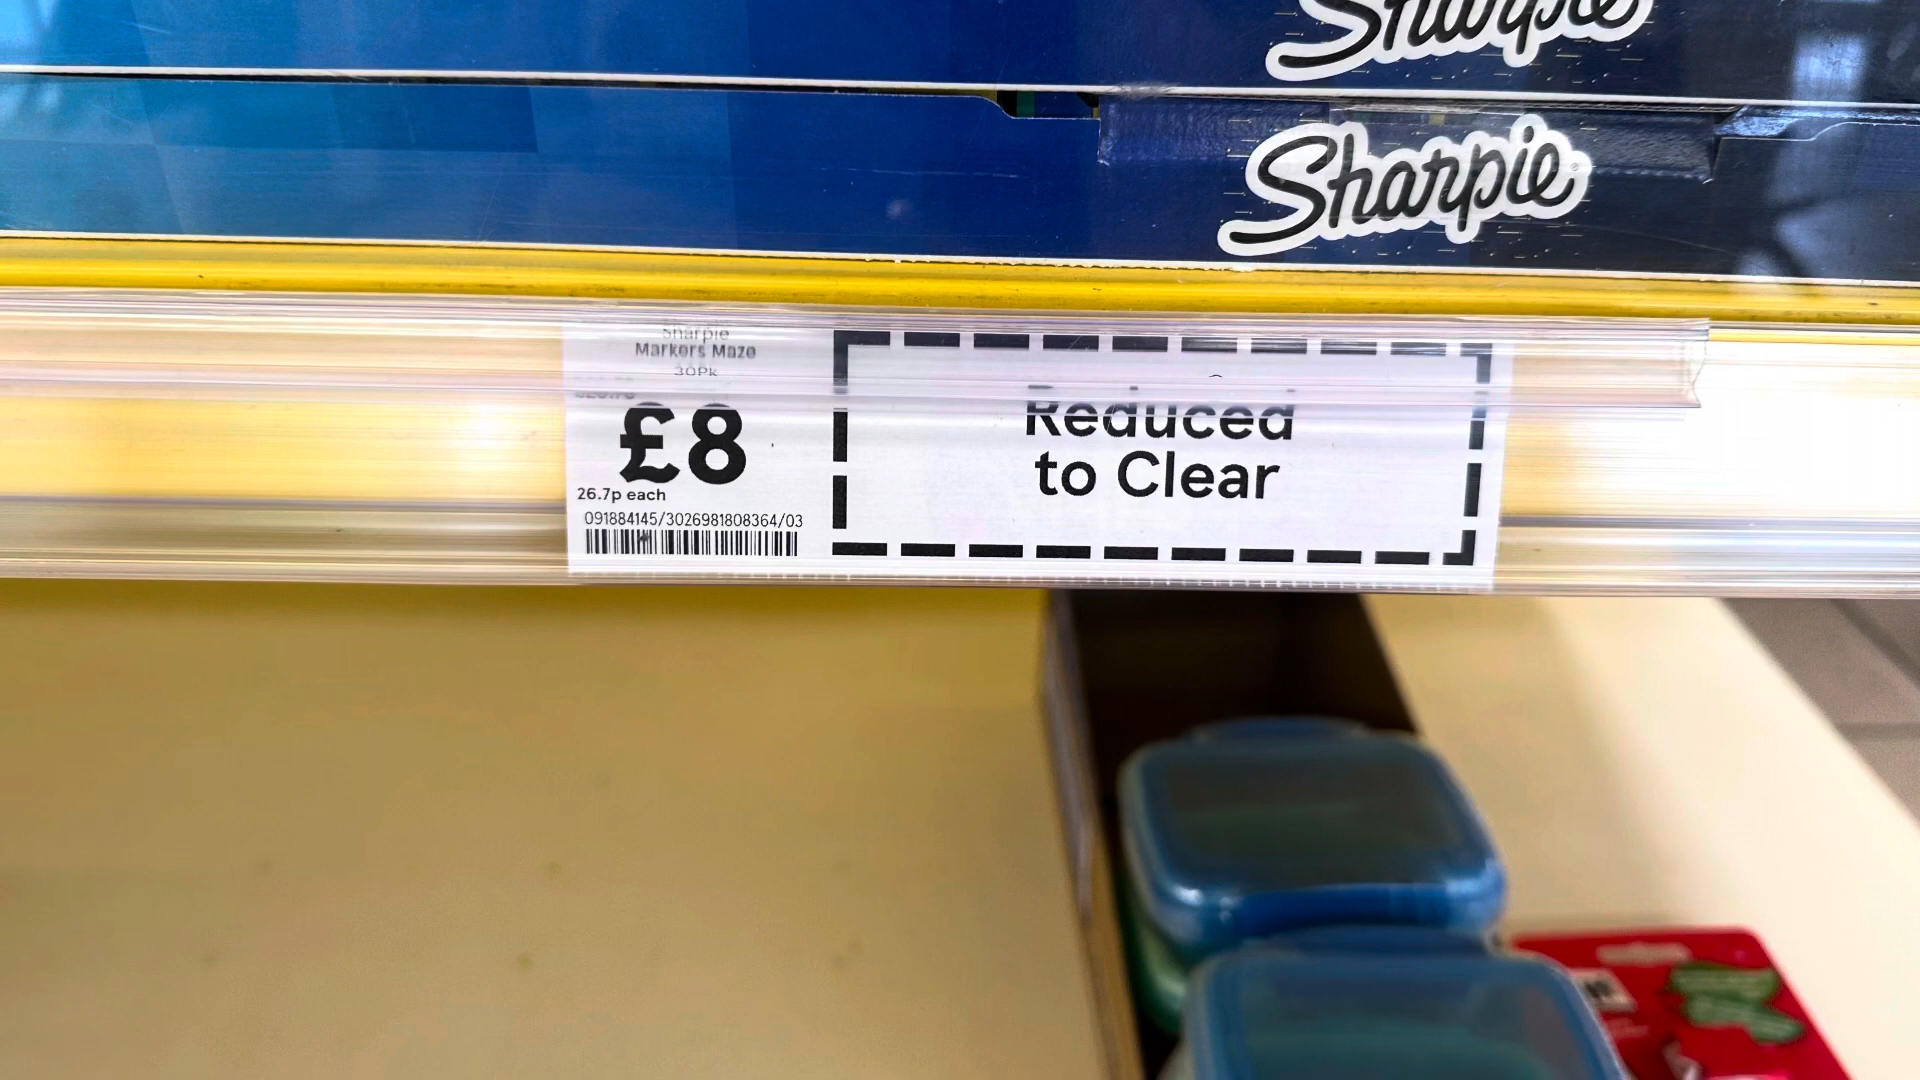 Sharpie
Sharpie
Sharpie
Markers Maze
30Pk
£8
26.7p each
091884145/3026981808364/03
Reduced
to Clear